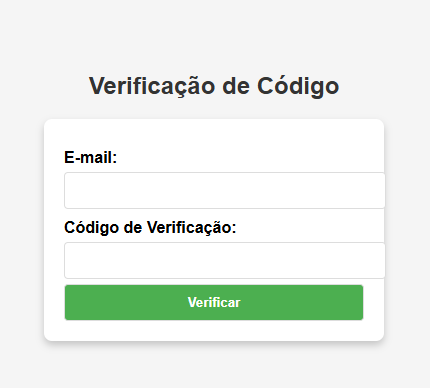 Verificação de Código
E-mail:
Código de Verificação:
Verificar